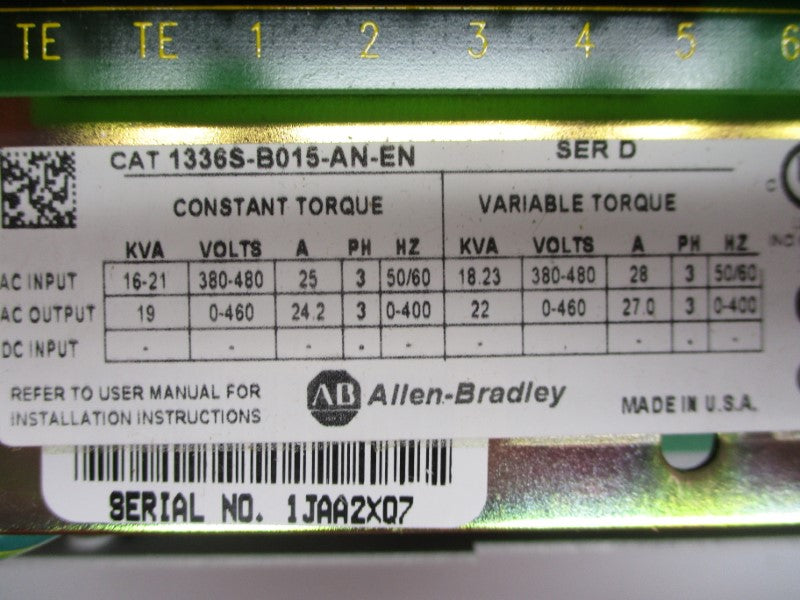 TE TE 1 2 3 4 5 6
CAT 1336S-B015-AN-EN SER D
CONSTANT TORQUE VARIABLE TORQUE
KVA VOLTS A PH HZ KVA VOLTS A PH HZ
AC INPUT 16-21 380-480 25 3 50/60 18.23 380-480 28 3 50/60
AC OUTPUT 19 0-460 24.2 3 0-400 22 0-460 27.0 3 0-400
DC INPUT - - - - - - - - - -
REFER TO USER MANUAL FOR
INSTALLATION INSTRUCTIONS
AB Allen-Bradley
MADE IN U.S.A.
SERIAL NO. 1JAA2X07